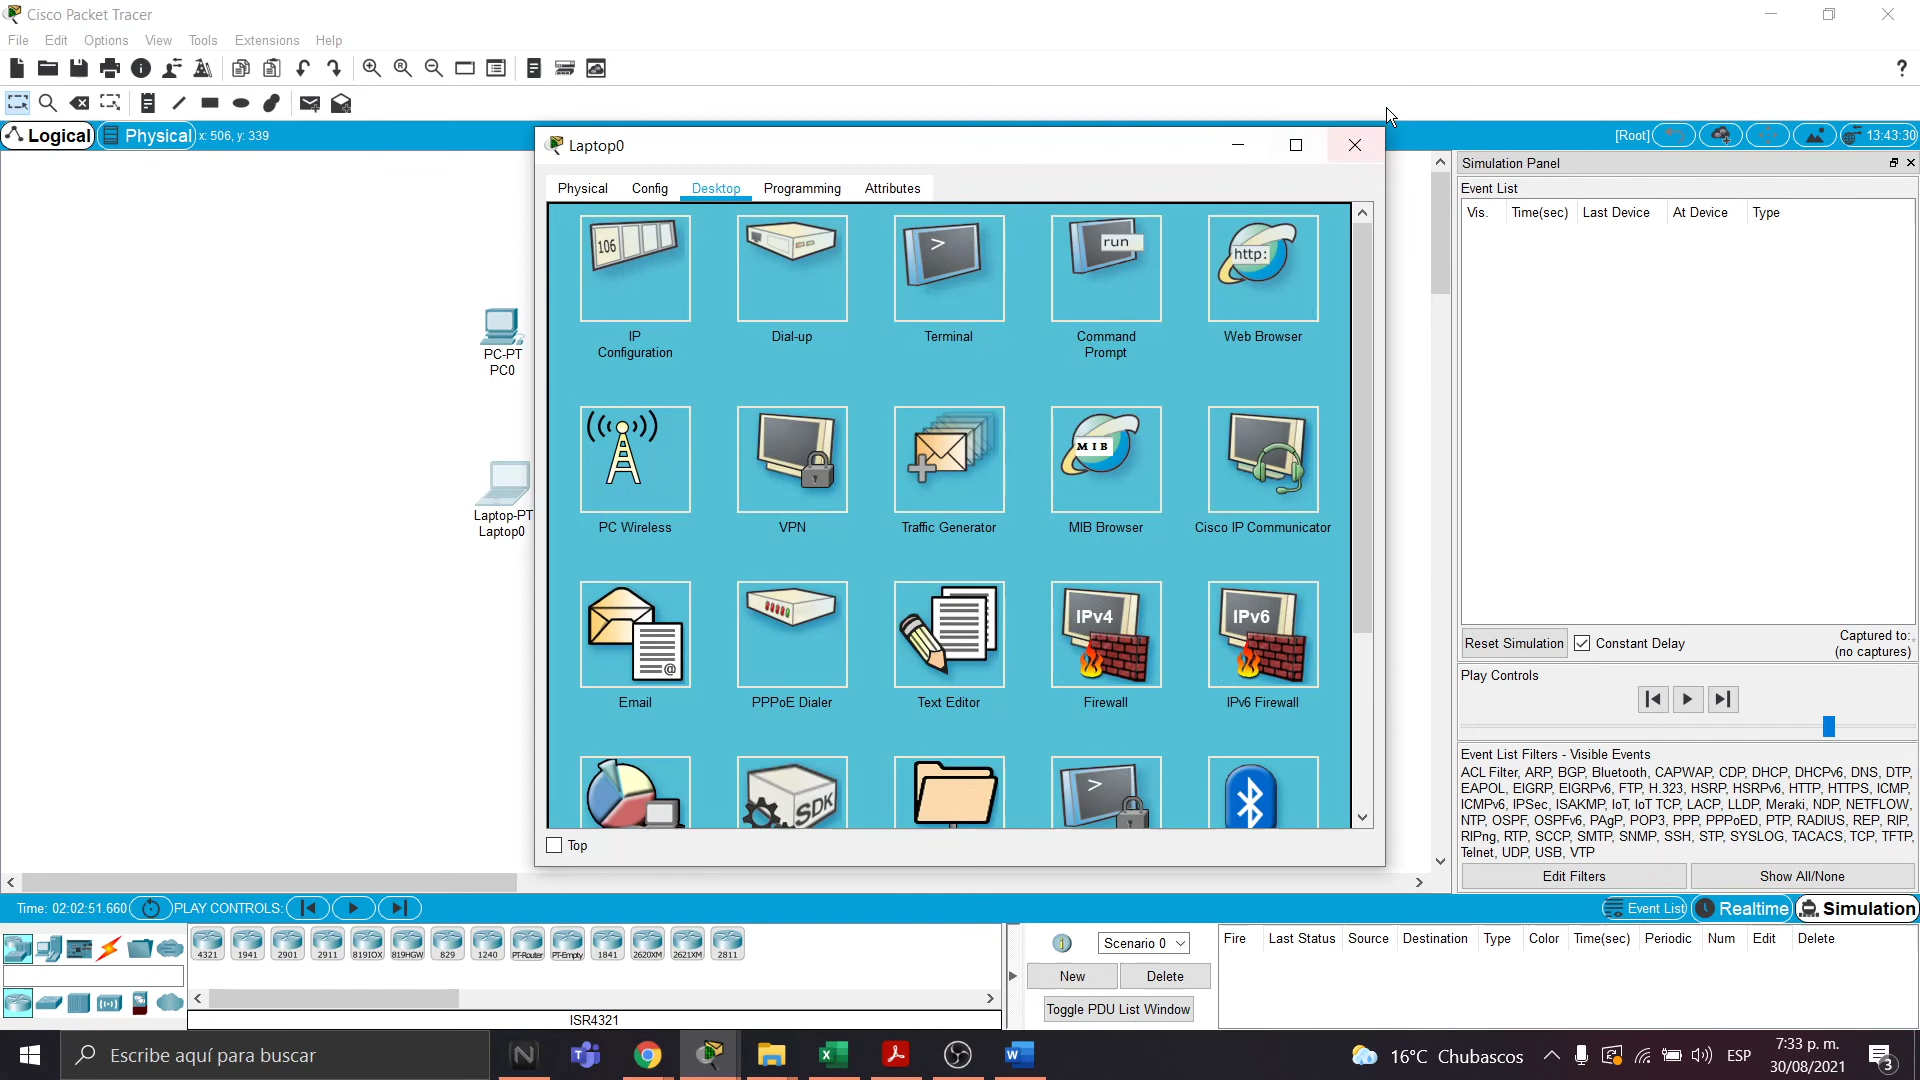 Cisco Packet Tracer
File Edit Options View Tools Extensions Help
?
Logical Physical x: 506, y: 339
[Root] 13:43:30
PC-PT
PC0
Laptop-PT
Laptop0
Laptop0
Physical Config Desktop Programming Attributes
106
>
run
http:
IP
Configuration
Dial-up
Terminal
Command
Prompt
Web Browser
MIB
PC Wireless
VPN
Traffic Generator
MIB Browser
Cisco IP Communicator
@
IPv4
IPv6
Email
PPPoE Dialer
Text Editor
Firewall
IPv6 Firewall
SDK
>
Top
Simulation Panel
Event List
Vis. Time(sec) Last Device At Device Type
Reset Simulation Constant Delay
Captured to:
(no captures)
Play Controls
Event List Filters - Visible Events
ACL Filter, ARP, BGP, Bluetooth, CAPWAP, CDP, DHCP, DHCPv6, DNS, DTP,
EAPOL, EIGRP, EIGRPv6, FTP, H.323, HSRP, HSRPv6, HTTP, HTTPS, ICMP,
ICMPv6, IPSec, ISAKMP, IoT, IoT TCP, LACP, LLDP, Meraki, NDP, NETFLOW,
NTP, OSPF, OSPFv6, PAgP, POP3, PPP, PPPoED, PTP, RADIUS, REP, RIP,
RIPng, RTP, SCCP, SMTP, SNMP, SSH, STP, SYSLOG, TACACS, TCP, TFTP,
Telnet, UDP, USB, VTP
Edit Filters Show All/None
Time: 02:02:51.660 PLAY CONTROLS:
Event List Realtime Simulation
4321 1941 2901 2911 819IOX 819HGW 829 1240 PT-Router PT-Empty 1841 2620XM 2621XM 2811
ISR4321
Scenario 0
New Delete
Toggle PDU List Window
Fire Last Status Source Destination Type Color Time(sec) Periodic Num Edit Delete
Escribe aquí para buscar
16°C Chubascos
ESP
7:33 p. m.
30/08/2021
3